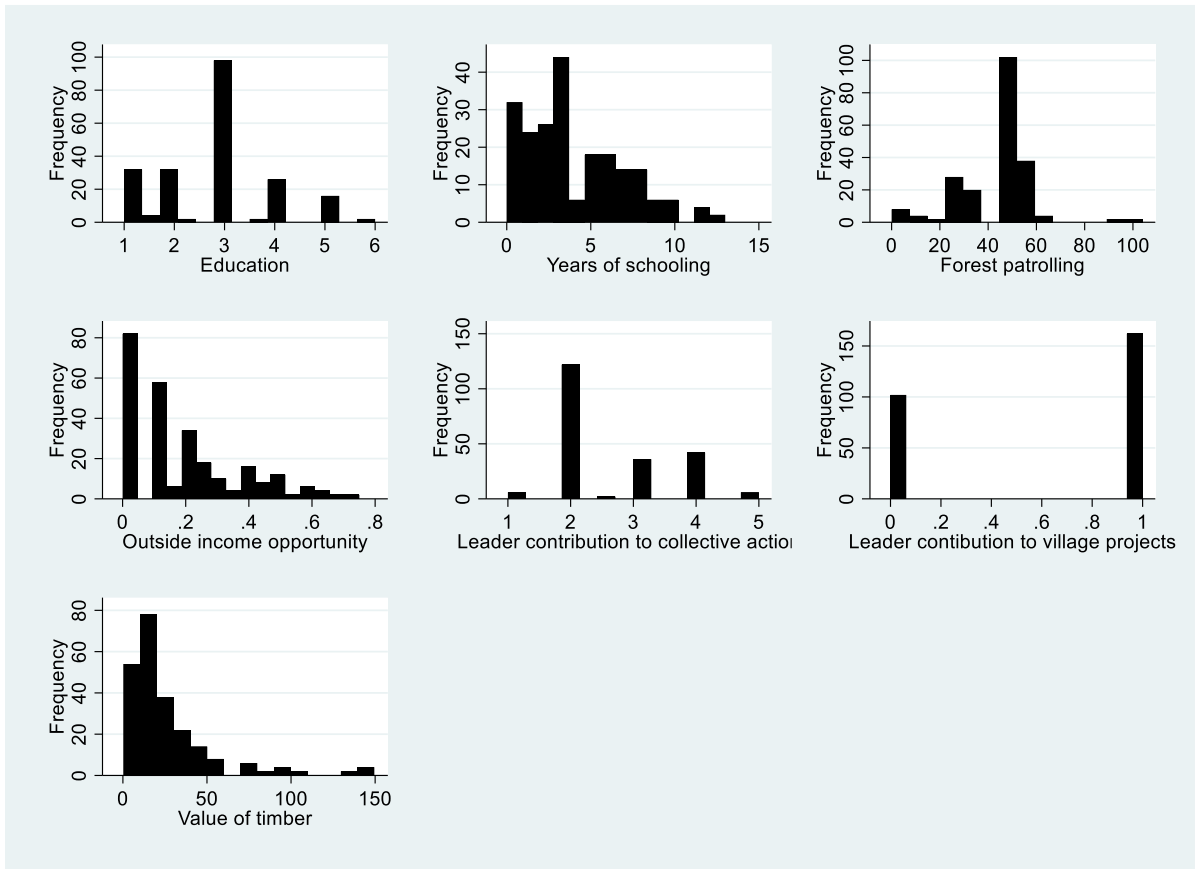 Frequency
0 20 40 60 80 100
1 2 3 4 5 6
Education
Frequency
0 10 20 30 40
0 5 10 15
Years of schooling
Frequency
0 20 40 60 80 100
0 20 40 60 80 100
Forest patrolling
Frequency
0 20 40 60 80
0 .2 .4 .6 .8
Outside income opportunity
Frequency
0 50 100 150
1 2 3 4 5
Leader contribution to collective action
Frequency
0 50 100 150
0 .2 .4 .6 .8 1
Leader contibution to village projects
Frequency
0 20 40 60 80
0 50 100 150
Value of timber